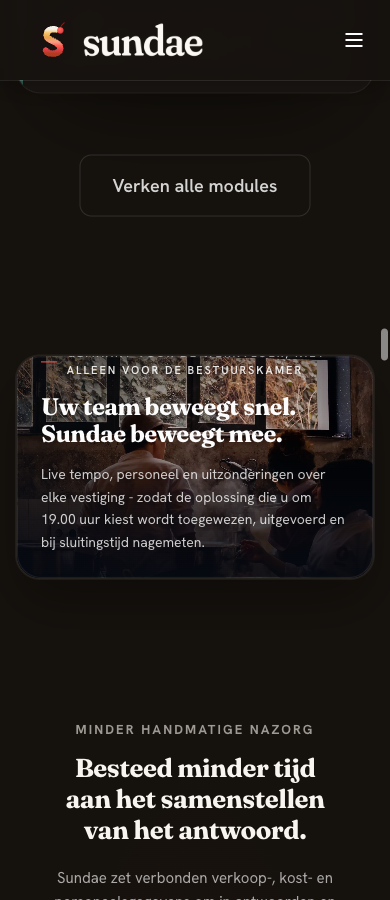 sundae
Verken alle modules
ALLEEN VOOR DE BESTUURSKAMER
Uw team beweegt snel.
Sundae beweegt mee.
Live tempo, personeel en uitzonderingen over
elke vestiging - zodat de oplossing die u om
19.00 uur kiest wordt toegewezen, uitgevoerd en
bij sluitingstijd nagemeten.
MINDER HANDMATIGE NAZORG
Besteed minder tijd
aan het samenstellen
van het antwoord.
Sundae zet verbonden verkoop-, kost- en